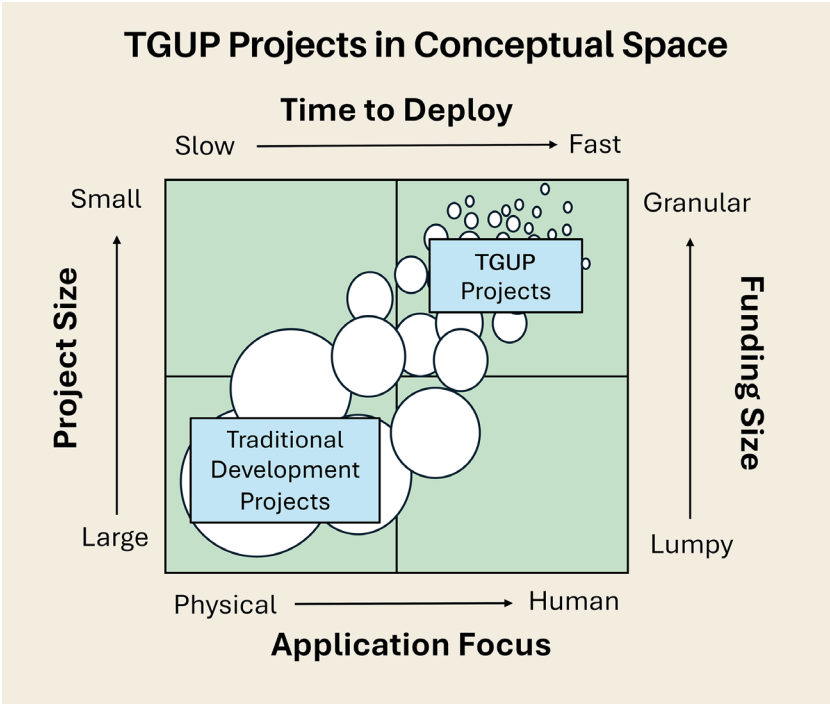 TGUP Projects in Conceptual Space
Time to Deploy
Slow
Fast
Small
Granular
TGUP
Projects
Project Size
Funding Size
Traditional
Development
Projects
Large
Lumpy
Physical
Human
Application Focus